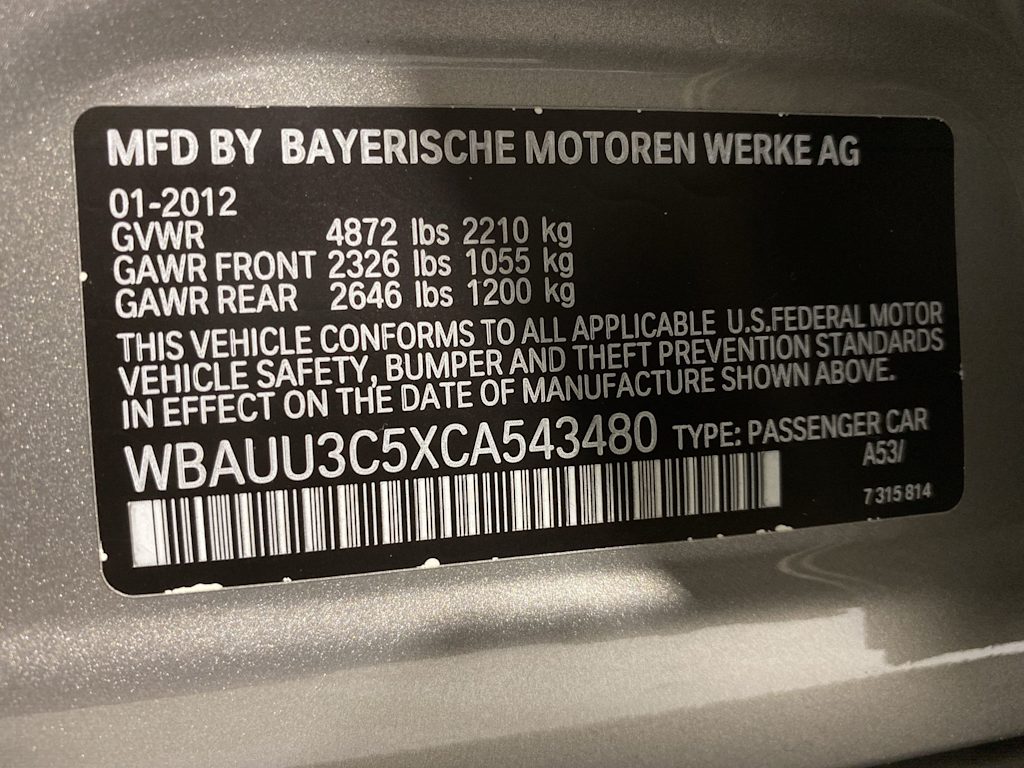 MFD BY BAYERISCHE MOTOREN WERKE AG
01-2012
GVWR 4872 lbs 2210 kg
GAWR FRONT 2326 lbs 1055 kg
GAWR REAR 2646 lbs 1200 kg
THIS VEHICLE CONFORMS TO ALL APPLICABLE U.S.FEDERAL MOTOR
VEHICLE SAFETY, BUMPER AND THEFT PREVENTION STANDARDS
IN EFFECT ON THE DATE OF MANUFACTURE SHOWN ABOVE.
WBAUU3C5XCA543480 TYPE: PASSENGER CAR
A53/
7 315 814